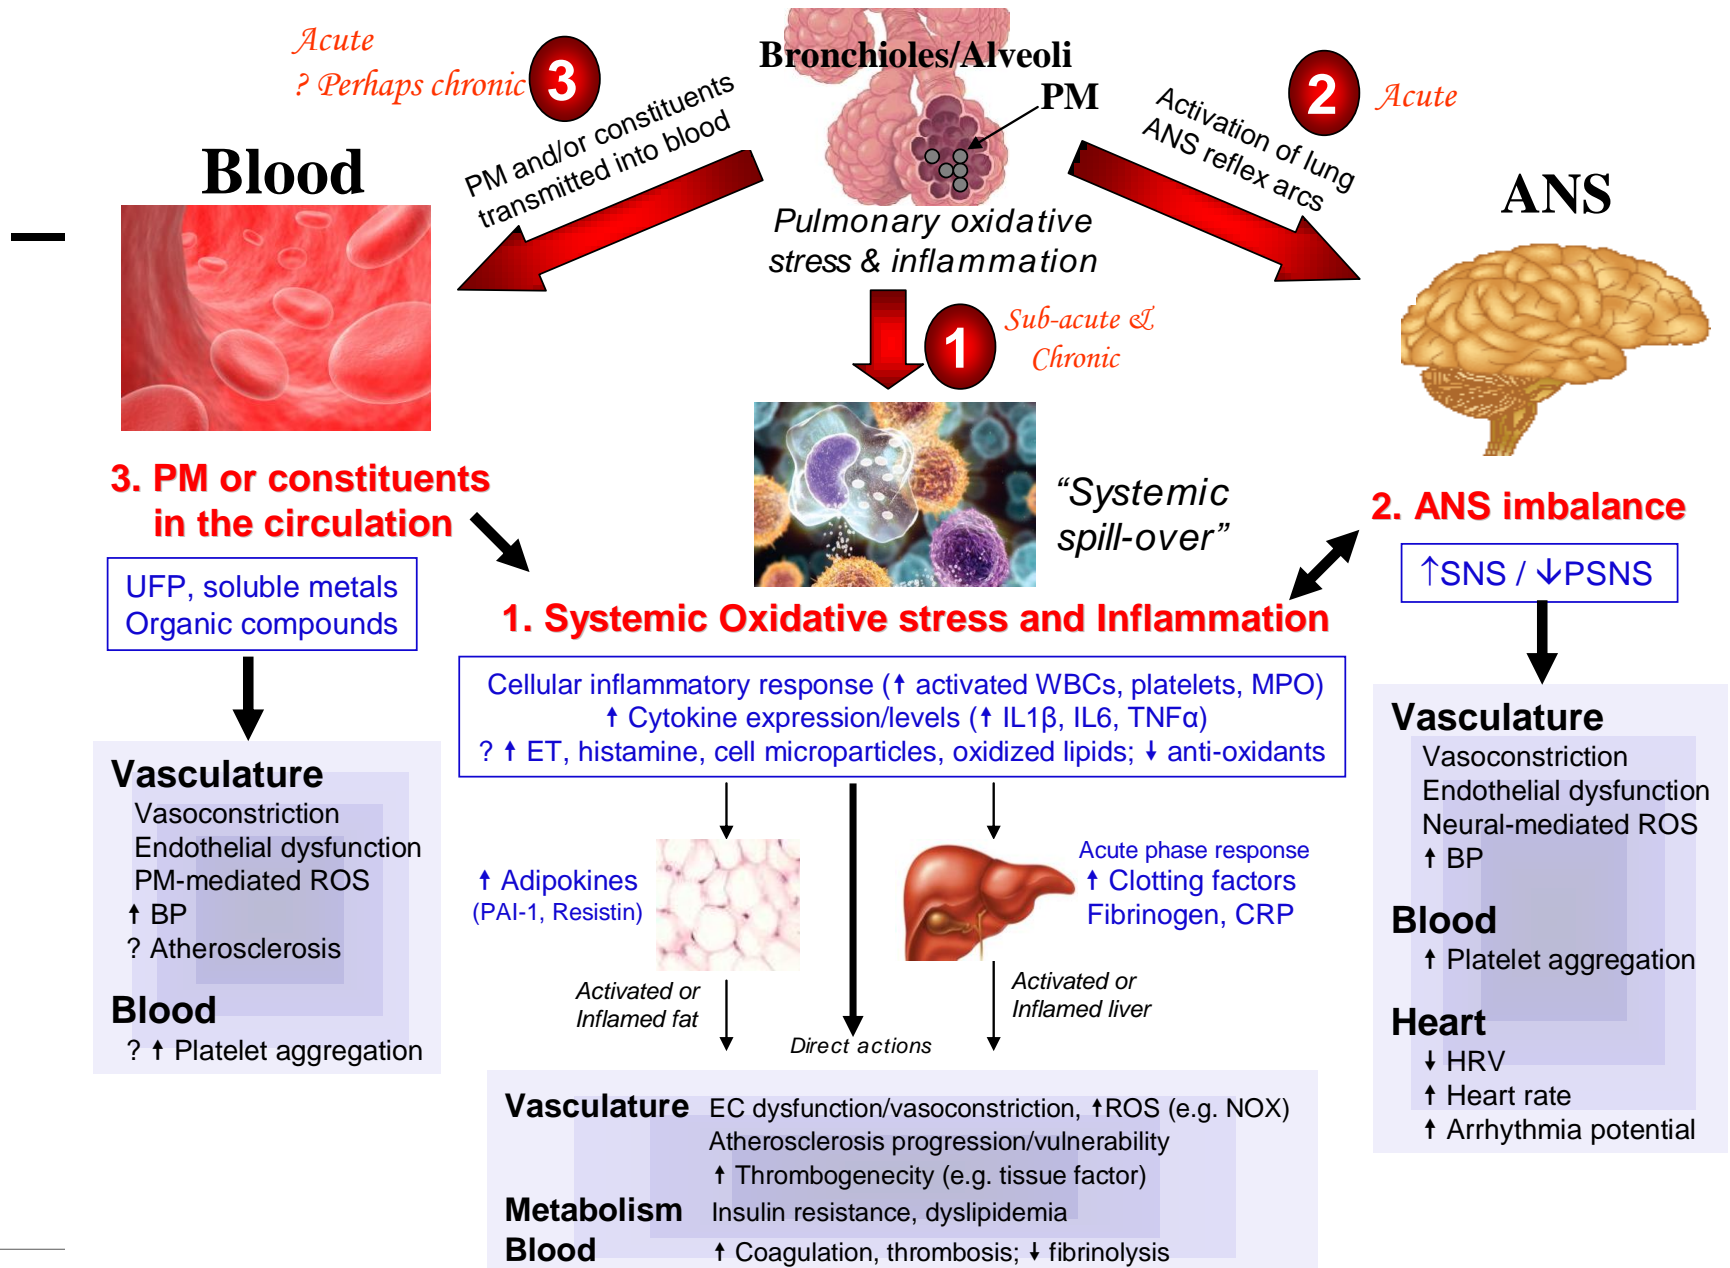 Acute
? Perhaps chronic
3
PM and/or constituents
transmitted into blood
Bronchioles/Alveoli
PM
2
Acute
Activation of lung
ANS reflex arcs
Blood
ANS
Pulmonary oxidative
stress & inflammation
1
Sub-acute &
Chronic
"Systemic
spill-over"
3. PM or constituents
in the circulation
UFP, soluble metals
Organic compounds
Vasculature
Vasoconstriction
Endothelial dysfunction
PM-mediated ROS
↑ BP
? Atherosclerosis
Blood
? ↑ Platelet aggregation
1. Systemic Oxidative stress and Inflammation
Cellular inflammatory response (↑ activated WBCs, platelets, MPO)
↑ Cytokine expression/levels (↑ IL1β, IL6, TNFα)
? ↑ ET, histamine, cell microparticles, oxidized lipids; ↓ anti-oxidants
↑ Adipokines
(PAI-1, Resistin)
Acute phase response
↑ Clotting factors
Fibrinogen, CRP
Activated or
Inflamed fat
Direct actions
Activated or
Inflamed liver
Vasculature EC dysfunction/vasoconstriction, ↑ROS (e.g. NOX)
Atherosclerosis progression/vulnerability
↑ Thrombogenecity (e.g. tissue factor)
Metabolism Insulin resistance, dyslipidemia
Blood ↑ Coagulation, thrombosis; ↓ fibrinolysis
2. ANS imbalance
↑SNS / ↓PSNS
Vasculature
Vasoconstriction
Endothelial dysfunction
Neural-mediated ROS
↑ BP
Blood
↑ Platelet aggregation
Heart
↓ HRV
↑ Heart rate
↑ Arrhythmia potential